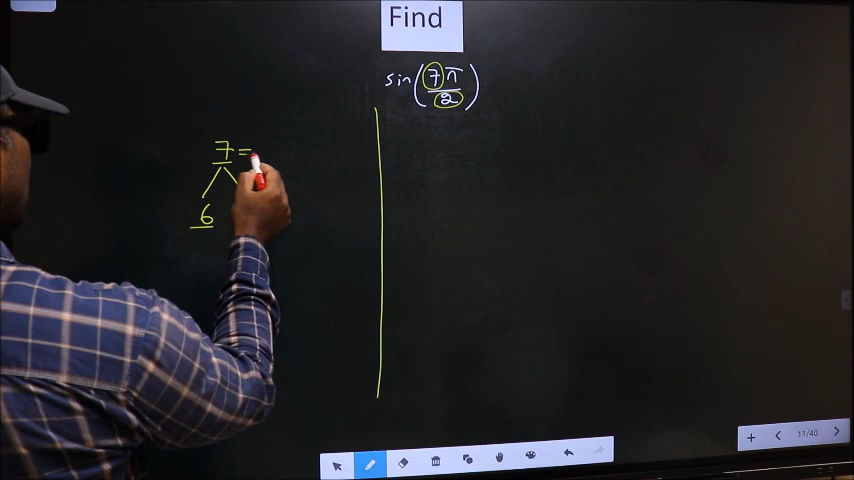 Find
sin(7π/2)
7 =
6
11/40